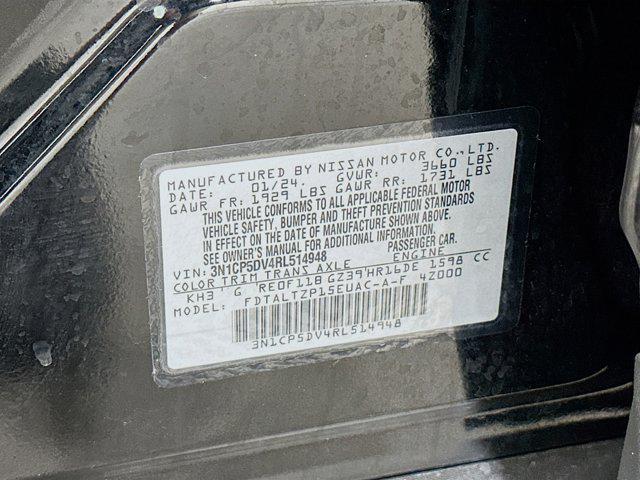 MANUFACTURED BY NISSAN MOTOR CO., LTD.
DATE: 01/24. GVWR: 3660 LBS
GAWR FR: 1929 LBS GAWR RR: 1731 LBS
THIS VEHICLE CONFORMS TO ALL APPLICABLE FEDERAL MOTOR
VEHICLE SAFETY, BUMPER AND THEFT PREVENTION STANDARDS
IN EFFECT ON THE DATE OF MANUFACTURE SHOWN ABOVE.
SEE OWNER'S MANUAL FOR ADDITIONAL INFORMATION.
VIN: 3N1CP5DV4RL514948 PASSENGER CAR.
COLOR TRIM TRANS AXLE ENGINE
KH3 G RE0F11B GZ39 HR16DE 1598 CC
MODEL: FDTALTZP15EUAC-A-F 4Z000
3N1CP5DV4RL514948